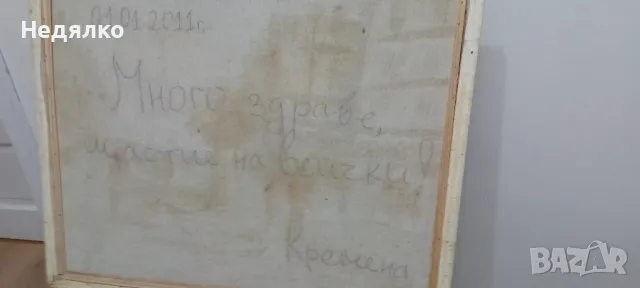 Недялко
01.01.2011г.
Много здраве,
щастие на всички!
Кремена
BAZAR